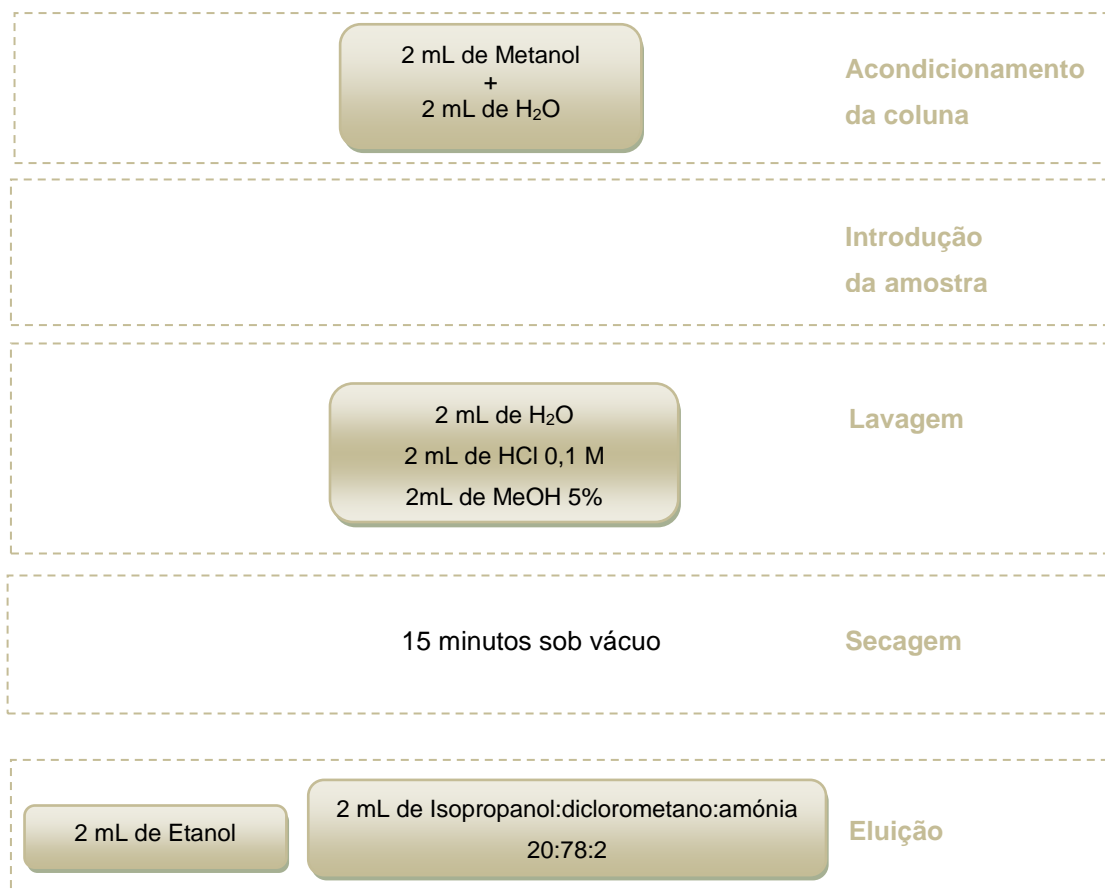 2 mL de Metanol
+
2 mL de H₂O
Acondicionamento
da coluna
Introdução
da amostra
2 mL de H₂O
2 mL de HCl 0,1 M
2mL de MeOH 5%
Lavagem
15 minutos sob vácuo
Secagem
2 mL de Etanol
2 mL de Isopropanol:diclorometano:amónia
20:78:2
Eluição